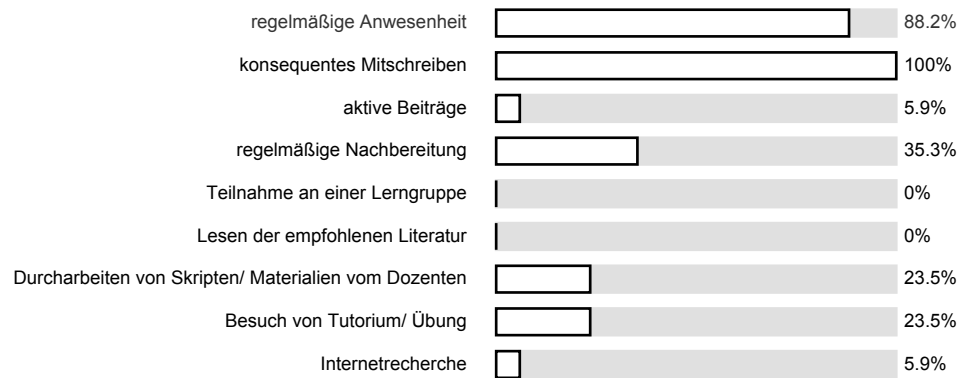 regelmäßige Anwesenheit 88.2%
konsequentes Mitschreiben 100%
aktive Beiträge 5.9%
regelmäßige Nachbereitung 35.3%
Teilnahme an einer Lerngruppe 0%
Lesen der empfohlenen Literatur 0%
Durcharbeiten von Skripten/ Materialien vom Dozenten 23.5%
Besuch von Tutorium/ Übung 23.5%
Internetrecherche 5.9%